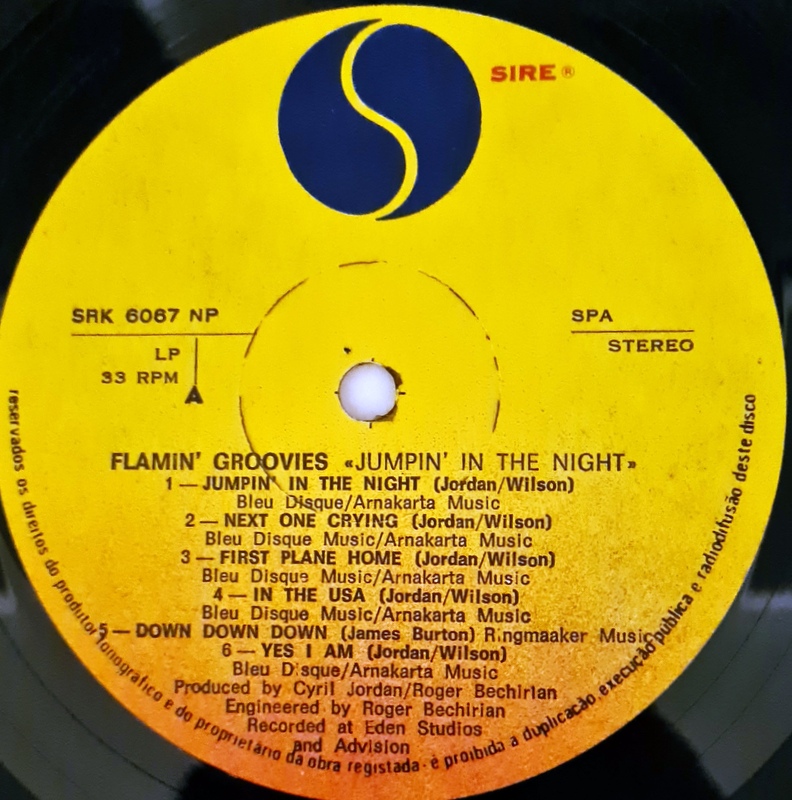 SIRE ®
SRK 6067 NP
LP
33 RPM
A
SPA
STEREO
FLAMIN' GROOVIES «JUMPIN' IN THE NIGHT»
1 — JUMPIN' IN THE NIGHT (Jordan/Wilson)
Bleu Disque/Arnakarta Music
2 — NEXT ONE CRYING (Jordan/Wilson)
Bleu Disque Music/Arnakarta Music
3 — FIRST PLANE HOME (Jordan/Wilson)
Bleu Disque Music/Arnakarta Music
4 — IN THE USA (Jordan/Wilson)
Bleu Disque Music/Arnakarta Music
5 — DOWN DOWN DOWN (James Burton) Ringmaaker Music
6 — YES I AM (Jordan/Wilson)
Bleu Disque/Arnakarta Music
Produced by Cyril Jordan/Roger Bechirian
Engineered by Roger Bechirian
Recorded at Eden Studios
and Advision
reservados os direitos do produtor fonográfico e do proprietário da obra registada · é proibida a duplicação, execução pública e radiodifusão deste disco